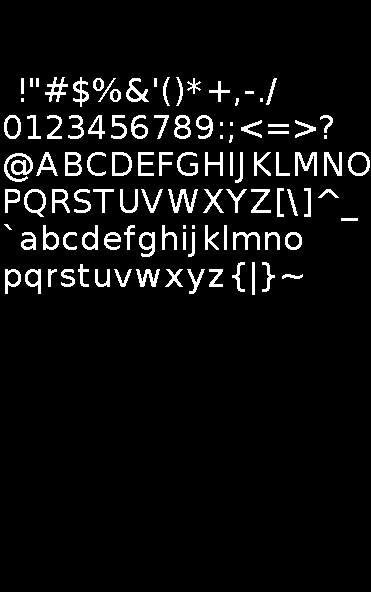 !"#$%&'()*+,-./
0123456789:;<=>?
@ABCDEFGHIJKLMNO
PQRSTUVWXYZ[\]^_
`abcdefghijklmno
pqrstuvwxyz{|}~